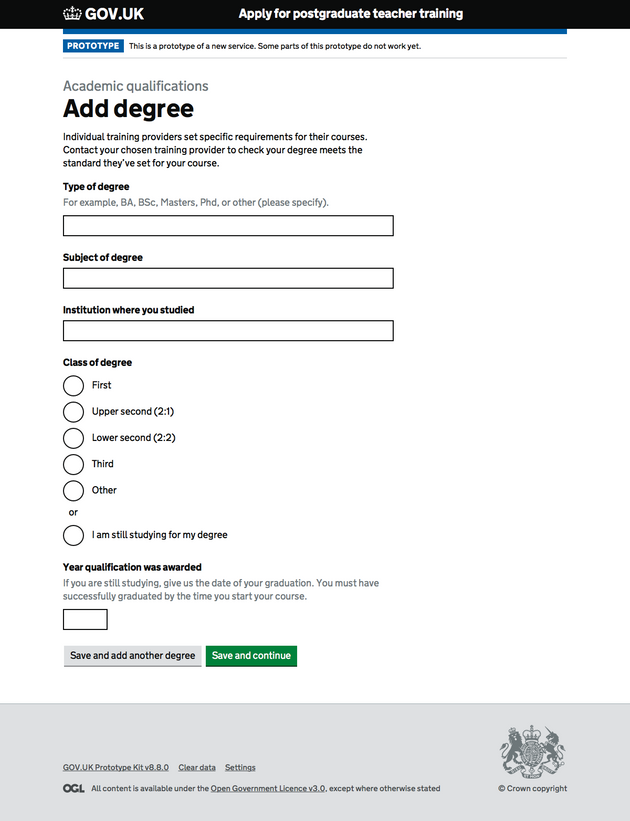 GOV.UK
Apply for postgraduate teacher training
PROTOTYPE This is a prototype of a new service. Some parts of this prototype do not work yet.
Academic qualifications
Add degree
Individual training providers set specific requirements for their courses.
Contact your chosen training provider to check your degree meets the
standard they’ve set for your course.
Type of degree
For example, BA, BSc, Masters, Phd, or other (please specify).
Subject of degree
Institution where you studied
Class of degree
First
Upper second (2:1)
Lower second (2:2)
Third
Other
or
I am still studying for my degree
Year qualification was awarded
If you are still studying, give us the date of your graduation. You must have
successfully graduated by the time you start your course.
Save and add another degree
Save and continue
GOV.UK Prototype Kit v8.8.0 Clear data Settings
OGL All content is available under the Open Government Licence v3.0, except where otherwise stated
© Crown copyright